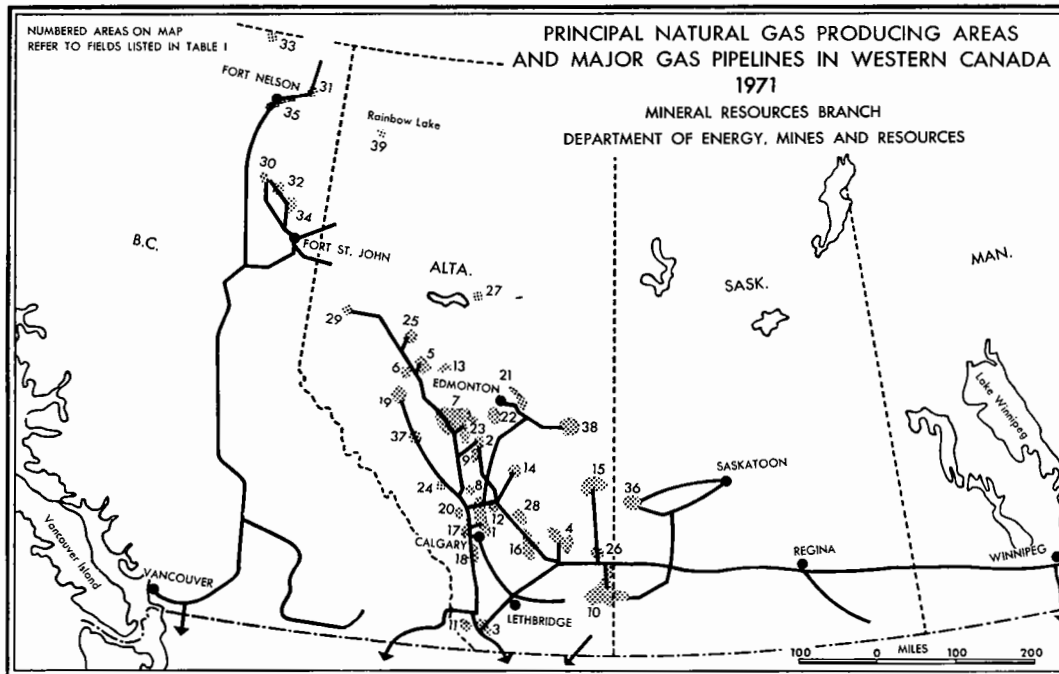 NUMBERED AREAS ON MAP
REFER TO FIELDS LISTED IN TABLE I
PRINCIPAL NATURAL GAS PRODUCING AREAS
AND MAJOR GAS PIPELINES IN WESTERN CANADA
1971
MINERAL RESOURCES BRANCH
DEPARTMENT OF ENERGY, MINES AND RESOURCES
33
FORT NELSON
31
35
Rainbow Lake
39
30
32
34
FORT ST. JOHN
B.C.
ALTA.
SASK.
MAN.
27
29
25
5
6
13
EDMONTON
21
19
7
22
23
38
37
2
9
14
15
SASKATOON
24
8
36
20
12
28
17
1
4
CALGARY
16
26
18
REGINA
WINNIPEG
Lake Winnipeg
Vancouver Island
VANCOUVER
10
LETHBRIDGE
11
3
MILES
100
0
100
200